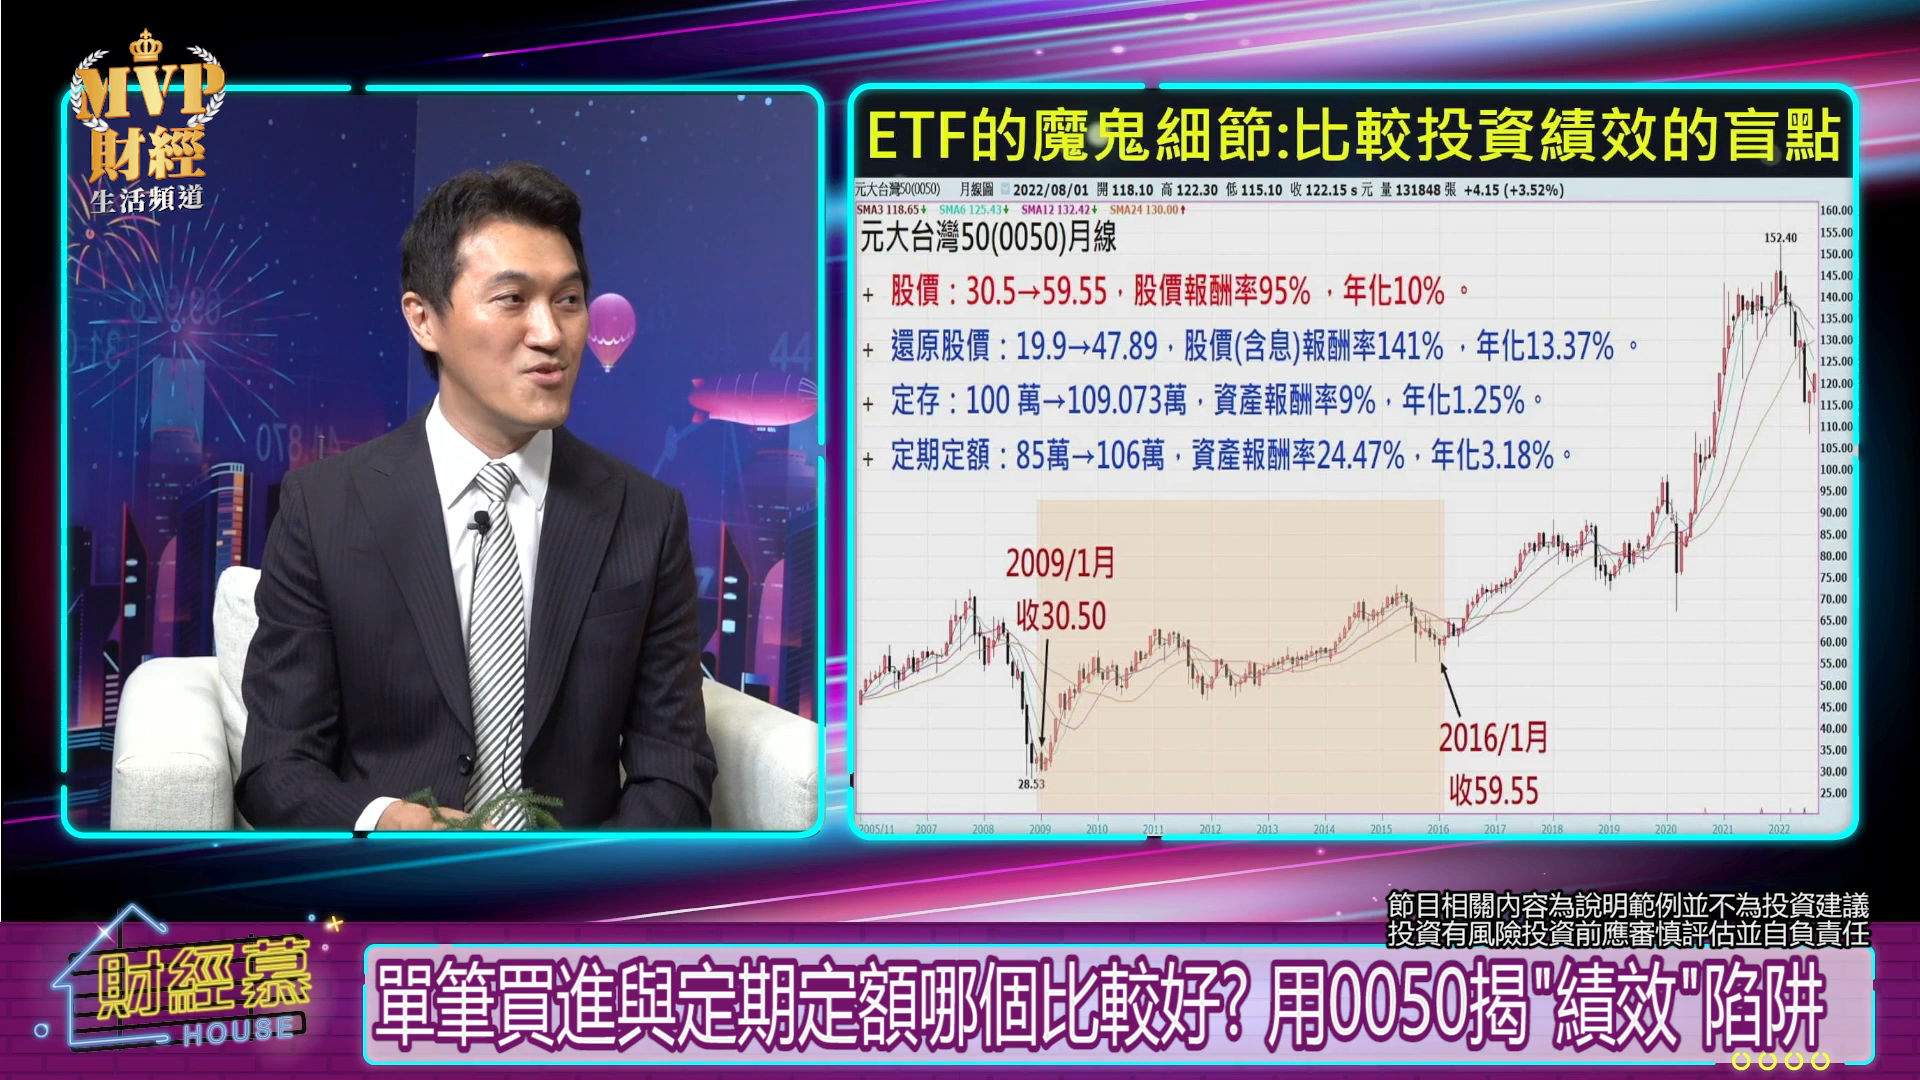 MVP
財經
生活頻道
ETF的魔鬼細節:比較投資績效的盲點
元大台灣50(0050) 月線圖 2022/08/01 開 118.10 高 122.30 低 115.10 收 122.15 s 元 量 131848 張 +4.15 (+3.52%)
SMA3 118.65↓ SMA6 125.43↓ SMA12 132.42↓ SMA24 130.00↑
元大台灣50(0050)月線
+ 股價：30.5→59.55，股價報酬率95% ，年化10% 。
+ 還原股價：19.9→47.89，股價(含息)報酬率141% ，年化13.37% 。
+ 定存：100 萬→109.073萬，資產報酬率9%，年化1.25%。
+ 定期定額：85萬→106萬，資產報酬率24.47%，年化3.18%。
152.40
2009/1月
收30.50
28.53
2016/1月
收59.55
160.00
155.00
150.00
145.00
140.00
135.00
130.00
125.00
120.00
115.00
110.00
105.00
100.00
95.00
90.00
85.00
80.00
75.00
70.00
65.00
60.00
55.00
50.00
45.00
40.00
35.00
30.00
25.00
2005/11 2007 2008 2009 2010 2011 2012 2013 2014 2015 2016 2017 2018 2019 2020 2021 2022
節目相關內容為說明範例並不為投資建議
投資有風險投資前應審慎評估並自負責任
財經慕
HOUSE
單筆買進與定期定額哪個比較好? 用0050揭"績效"陷阱